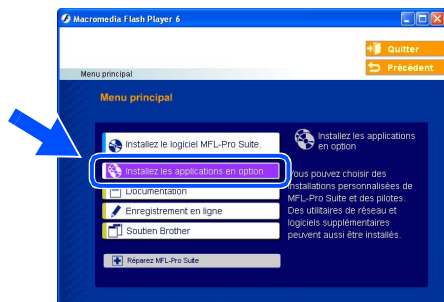 Macromedia Flash Player 6
Quitter
Précédent
Menu principal
Menu principal
Installez le logiciel MFL-Pro Suite.
Installez les applications en option
Documentation
Enregistrement en ligne
Soutien Brother
Réparez MFL-Pro Suite
Installez les applications
en option
Vous pouvez choisir des
installations personnalisées de
MFL-Pro Suite et des pilotes.
Des utilitaires de réseau et
logiciels supplémentaires
peuvent aussi être installés.